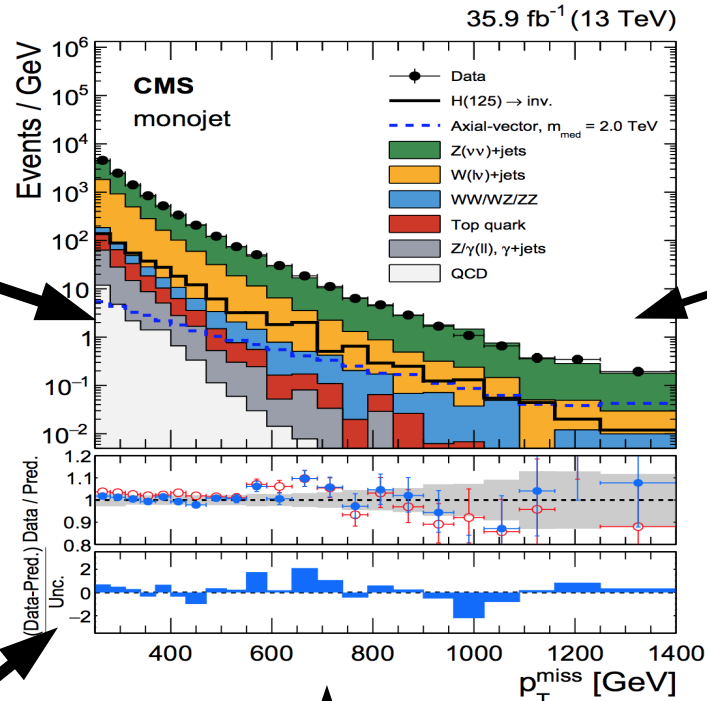 35.9 fb⁻¹ (13 TeV)
Events / GeV
10⁶
10⁵
10⁴
10³
10²
10
1
10⁻¹
10⁻²
CMS
monojet
Data
H(125) → inv.
Axial-vector, m_med = 2.0 TeV
Z(νν)+jets
W(lν)+jets
WW/WZ/ZZ
Top quark
Z/γ(ll), γ+jets
QCD
Data / Pred.
1.2
1.1
1.0
0.9
0.8
(Data-Pred.)
Unc.
2
0
−2
400 600 800 1000 1200 1400
p_T^miss [GeV]